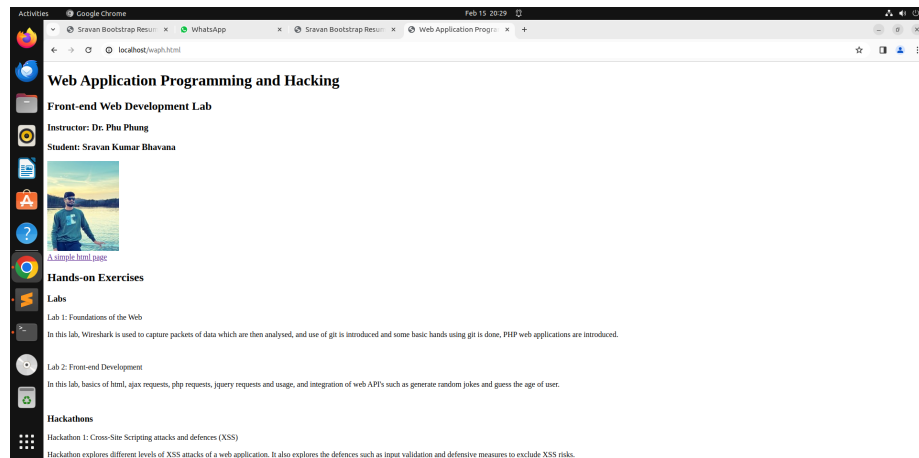 Activities
Google Chrome
Feb 15 20:29
Sravan Bootstrap Resum
WhatsApp
Sravan Bootstrap Resum
Web Application Progra
localhost/waph.html
Web Application Programming and Hacking
Front-end Web Development Lab
Instructor: Dr. Phu Phung
Student: Sravan Kumar Bhavana
A simple html page
Hands-on Exercises
Labs
Lab 1: Foundations of the Web
In this lab, Wireshark is used to capture packets of data which are then analysed, and use of git is introduced and some basic hands using git is done, PHP web applications are introduced.
Lab 2: Front-end Development
In this lab, basics of html, ajax requests, php requests, jquery requests and usage, and integration of web API's such as generate random jokes and guess the age of user.
Hackathons
Hackathon 1: Cross-Site Scripting attacks and defences (XSS)
Hackathon explores different levels of XSS attacks of a web application. It also explores the defences such as input validation and defensive measures to exclude XSS risks.